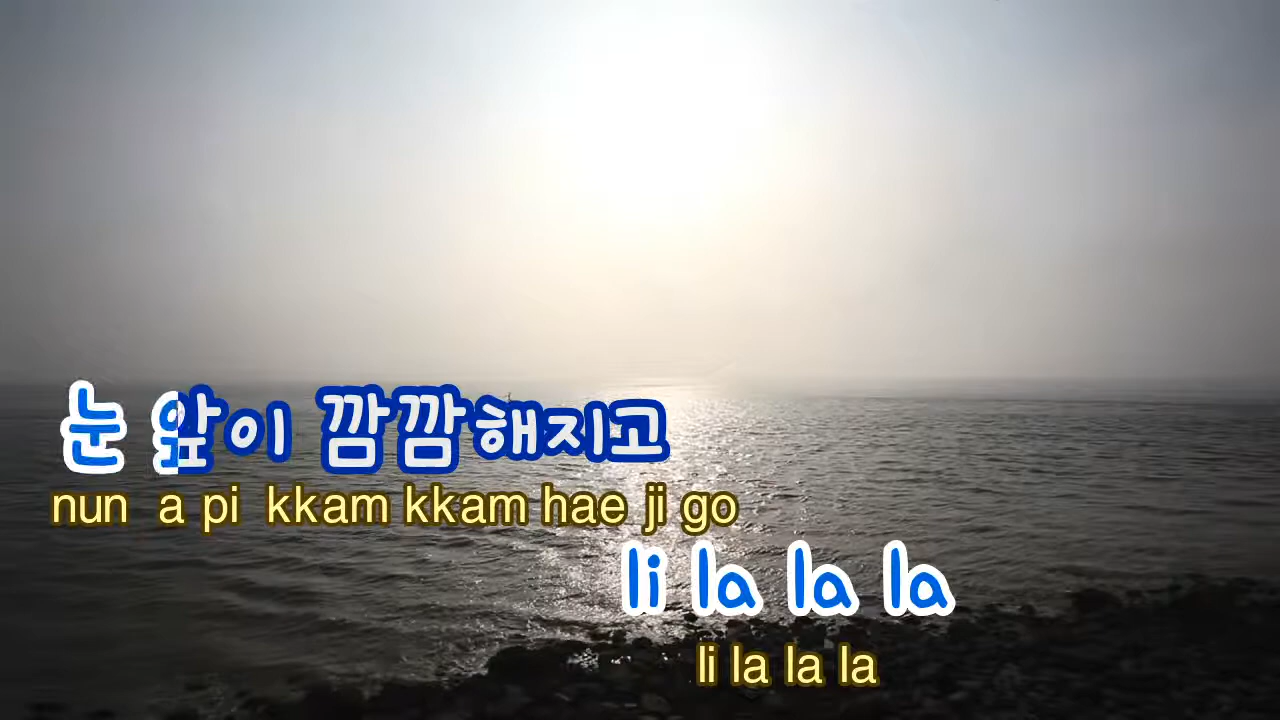 눈 앞이 깜깜해지고
nun a pi kkam kkam hae ji go
li la la la
li la la la